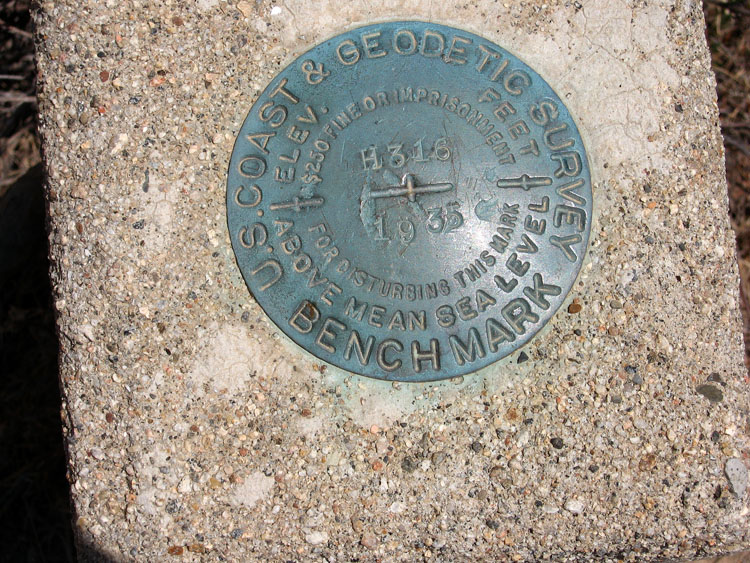 U.S. COAST & GEODETIC SURVEY
BENCH MARK
ELEV. FEET
ABOVE MEAN SEA LEVEL
$250 FINE OR IMPRISONMENT
FOR DISTURBING THIS MARK
H 316
1935